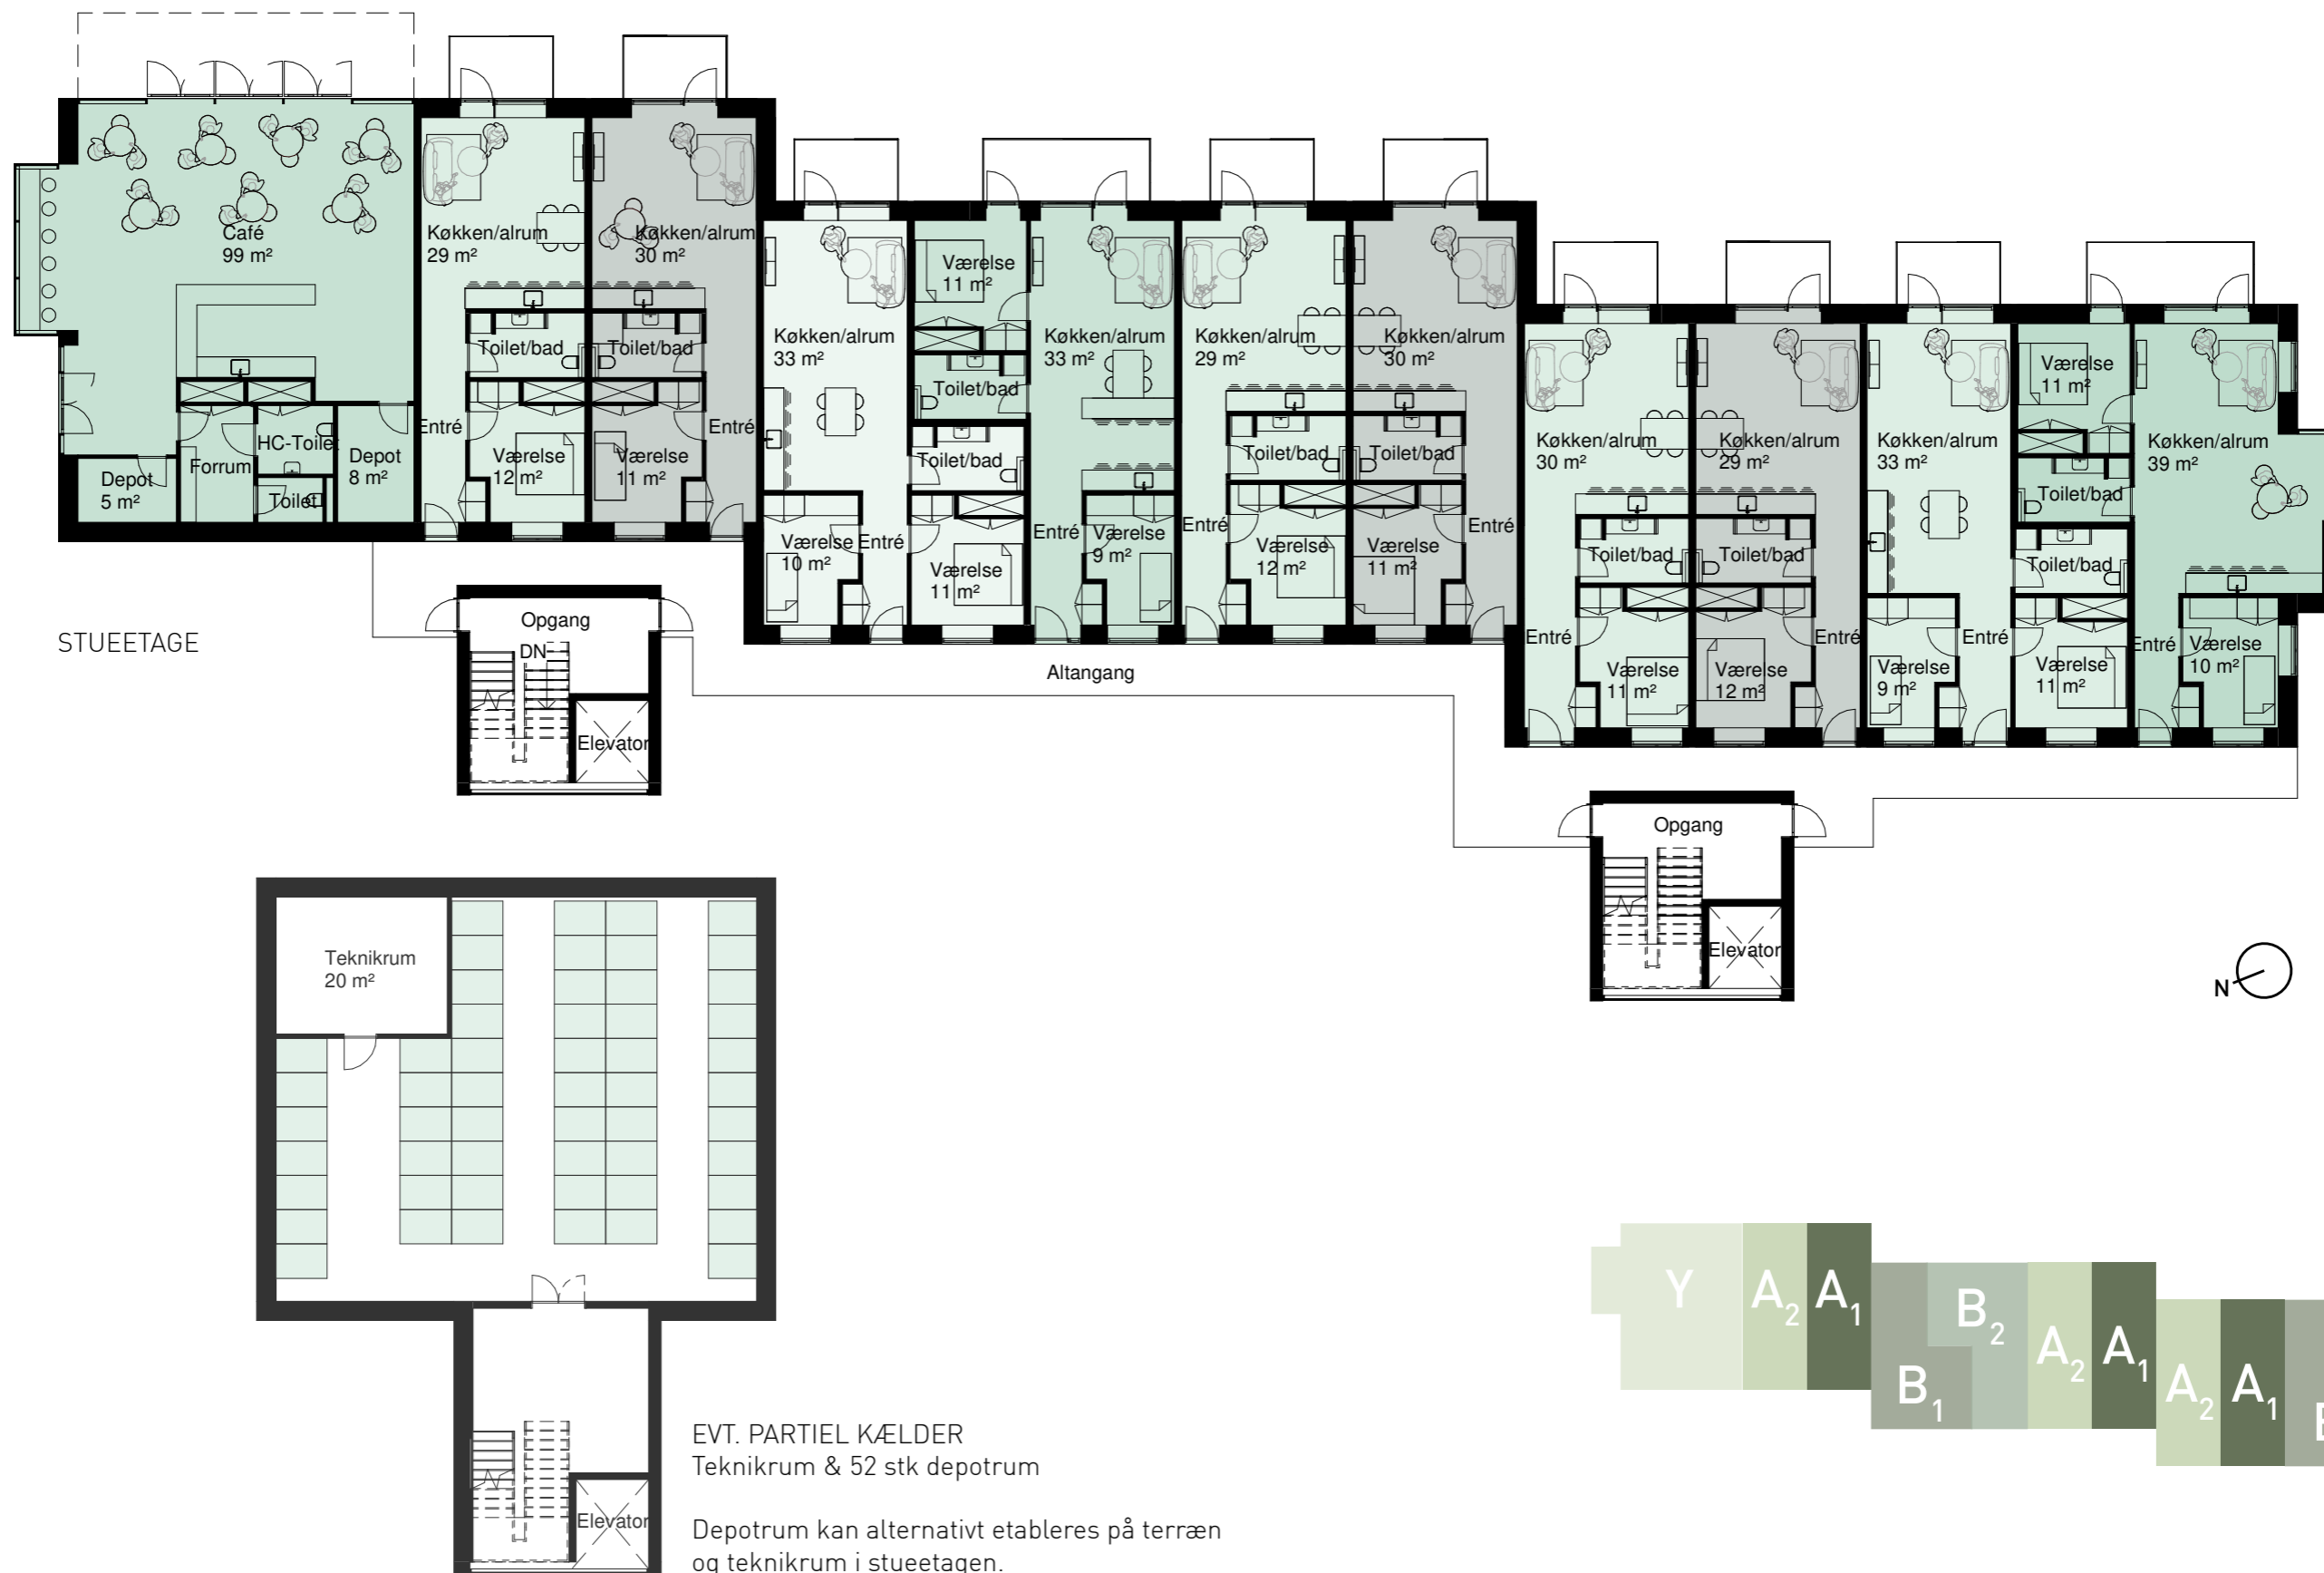 Café
99 m²
Depot
5 m²
Forrum
HC-Toilet
Toilet
Depot
8 m²
Køkken/alrum
29 m²
Toilet/bad
Entré
Værelse
12 m²
Køkken/alrum
30 m²
Toilet/bad
Entré
Værelse
11 m²
Køkken/alrum
33 m²
Værelse
10 m²
Entré
Toilet/bad
Værelse
11 m²
Værelse
11 m²
Toilet/bad
Køkken/alrum
33 m²
Entré
Værelse
9 m²
Køkken/alrum
29 m²
Toilet/bad
Entré
Værelse
12 m²
Køkken/alrum
30 m²
Toilet/bad
Værelse
11 m²
Entré
Køkken/alrum
30 m²
Toilet/bad
Entré
Værelse
11 m²
Køkken/alrum
29 m²
Toilet/bad
Værelse
12 m²
Entré
Køkken/alrum
33 m²
Værelse
9 m²
Entré
Toilet/bad
Værelse
11 m²
Værelse
11 m²
Toilet/bad
Køkken/alrum
39 m²
Entré
Værelse
10 m²
STUEETAGE
Opgang
DN
Elevator
Altangang
Opgang
Elevator
N
Teknikrum
20 m²
Elevator
EVT. PARTIEL KÆLDER
Teknikrum & 52 stk depotrum
Depotrum kan alternativt etableres på terræn
og teknikrum i stueetagen.
Y
A2
A1
B1
B2
A2
A1
A2
A1